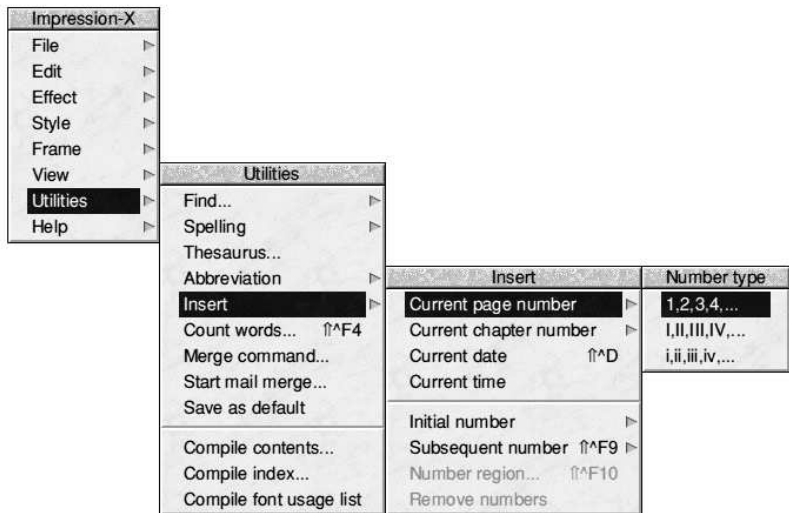 Impression-X
File
Edit
Effect
Style
Frame
View
Utilities
Help
Utilities
Find...
Spelling
Thesaurus...
Abbreviation
Insert
Count words... ⇑^F4
Merge command...
Start mail merge...
Save as default
Compile contents...
Compile index...
Compile font usage list
Insert
Current page number
Current chapter number
Current date ⇑^D
Current time
Initial number
Subsequent number ⇑^F9
Number region... ⇑^F10
Remove numbers
Number type
1,2,3,4,...
I,II,III,IV,...
i,ii,iii,iv,...